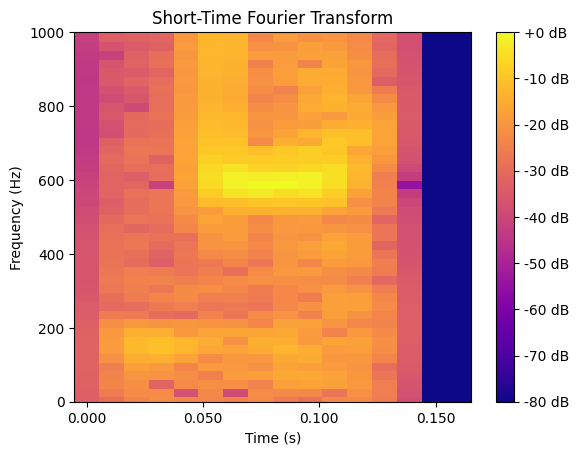 Short-Time Fourier Transform
1000
800
600
400
200
0
Frequency (Hz)
0.000
0.050
0.100
0.150
Time (s)
+0 dB
-10 dB
-20 dB
-30 dB
-40 dB
-50 dB
-60 dB
-70 dB
-80 dB